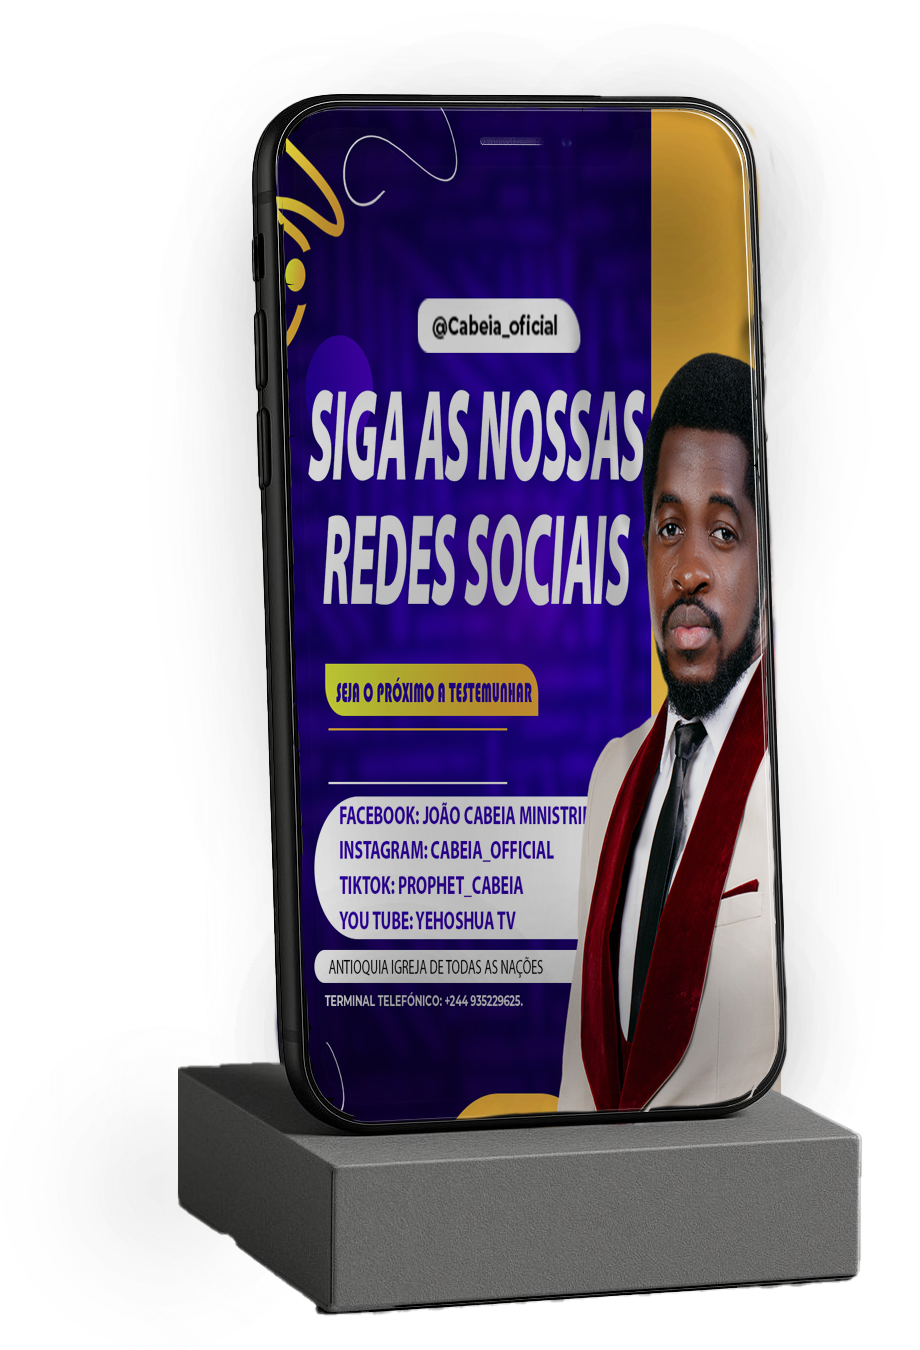 @Cabeia_oficial
SIGA AS NOSSAS
REDES SOCIAIS
SEJA O PRÓXIMO A TESTEMUNHAR
FACEBOOK: JOÃO CABEIA
INSTAGRAM: CABEIA_OFFICIAL
TIKTOK: PROPHET_CABEIA
YOU TUBE: YEHOSHUA TV
ANTIOQUIA IGREJA DE TODAS AS NAÇÕES
TERMINAL TELEFÓNICO: +244 935229625.